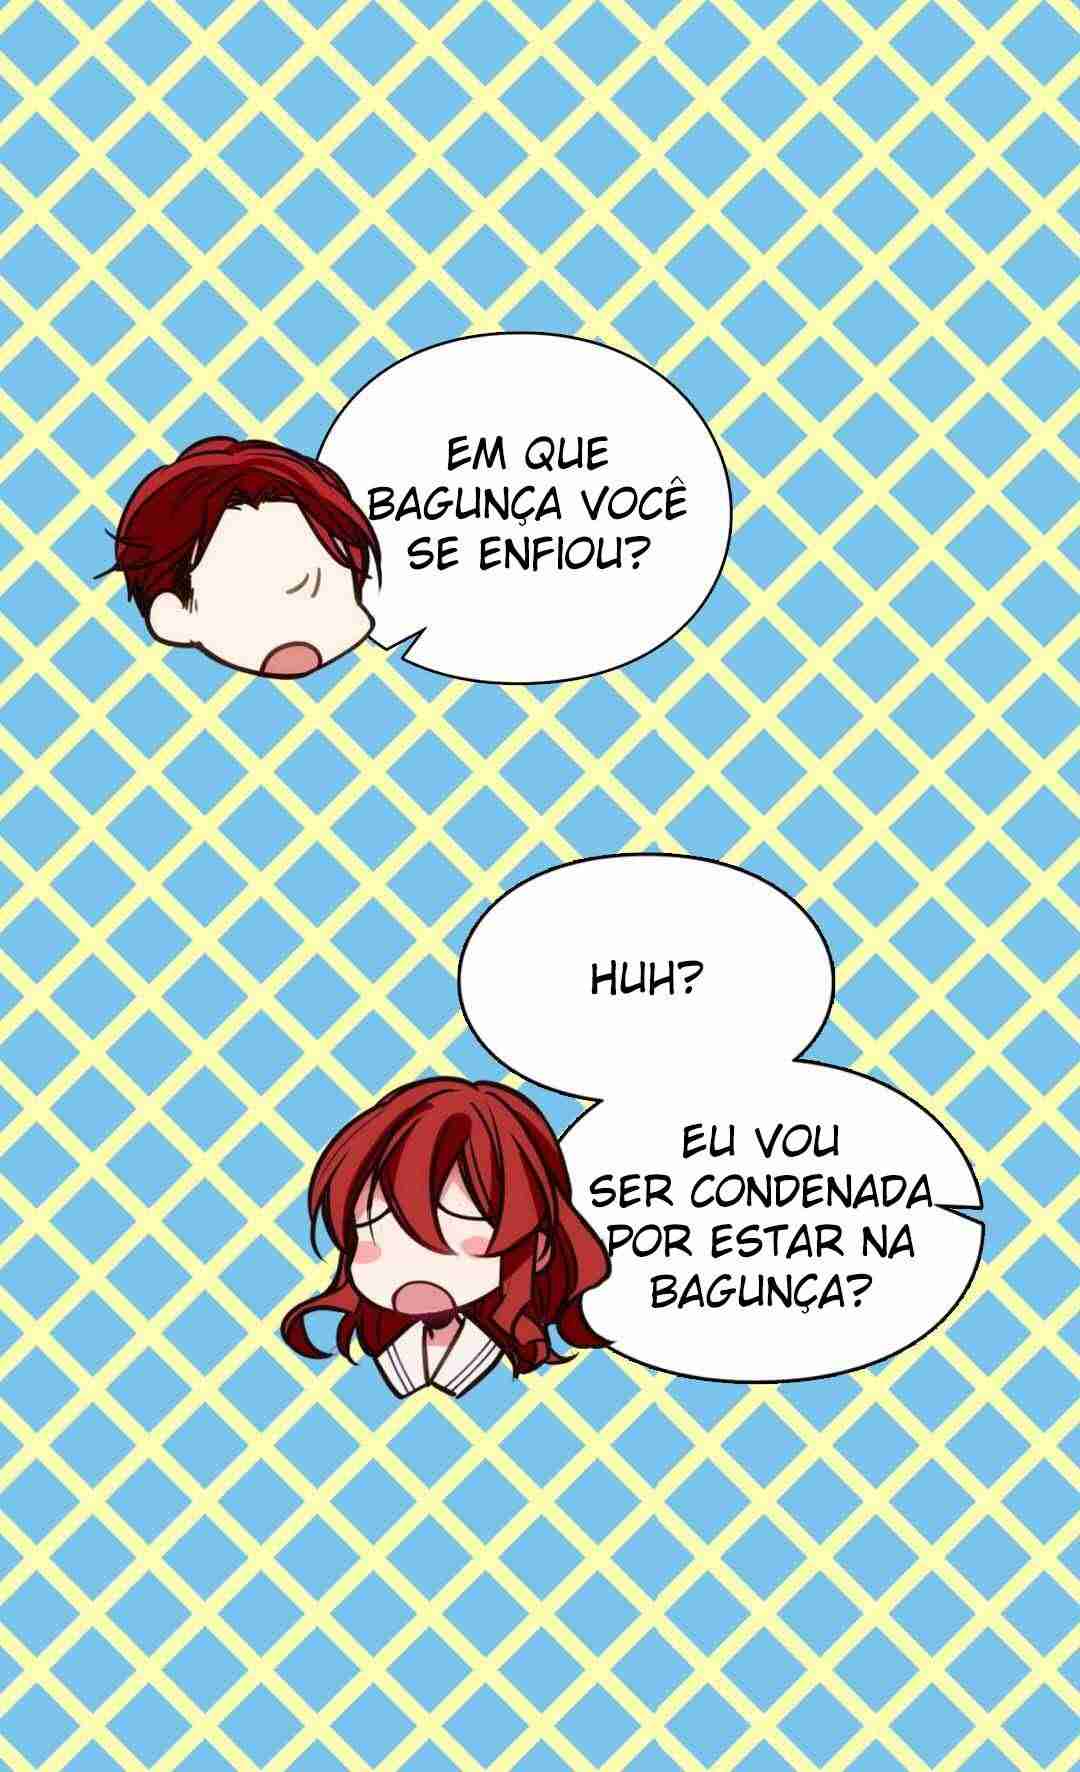 EM QUE
BAGUNÇA VOCÊ
SE ENFIOU?
HUH?
EU VOU
SER CONDENADA
POR ESTAR NA
BAGUNÇA?